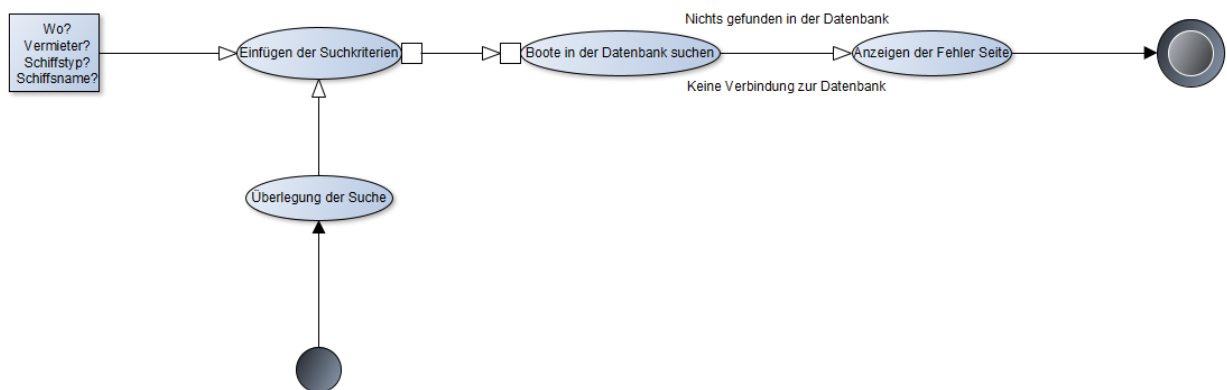 Wo?
Vermieter?
Schiffstyp?
Schiffsname?
Einfügen der Suchkriterien
Boote in der Datenbank suchen
Nichts gefunden in der Datenbank
Keine Verbindung zur Datenbank
Anzeigen der Fehler Seite
Überlegung der Suche